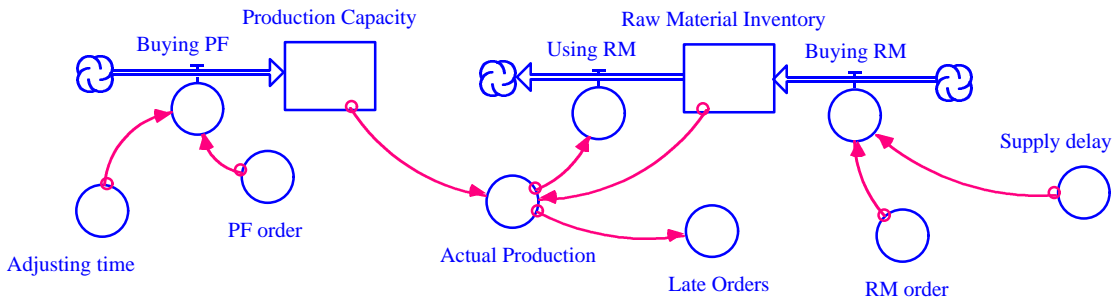 Production Capacity
Raw Material Inventory
Buying PF
Using RM
Buying RM
Supply delay
PF order
Actual Production
Adjusting time
Late Orders
RM order